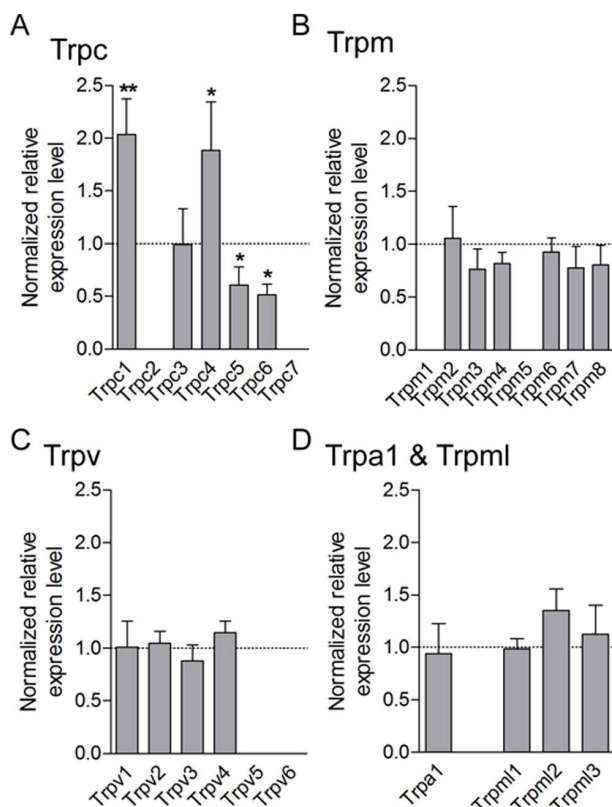 A
Trpc
Normalized relative
expression level
2.5
2.0
1.5
1.0
0.5
0.0
**
*
*
*
Trpc1
Trpc2
Trpc3
Trpc4
Trpc5
Trpc6
Trpc7
B
Trpm
Normalized relative
expression level
2.5
2.0
1.5
1.0
0.5
0.0
Trpm1
Trpm2
Trpm3
Trpm4
Trpm5
Trpm6
Trpm7
Trpm8
C
Trpv
Normalized relative
expression level
2.5
2.0
1.5
1.0
0.5
0.0
Trpv1
Trpv2
Trpv3
Trpv4
Trpv5
Trpv6
D
Trpa1 & Trpml
Normalized relative
expression level
2.5
2.0
1.5
1.0
0.5
0.0
Trpa1
Trpml1
Trpml2
Trpml3